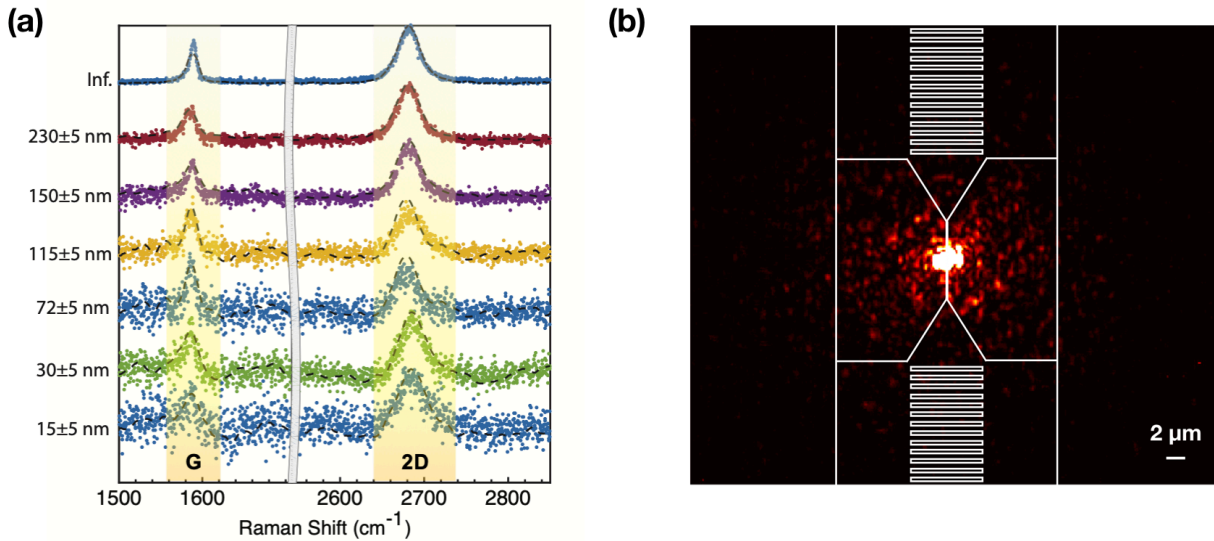 (a)
Inf.
230±5 nm
150±5 nm
115±5 nm
72±5 nm
30±5 nm
15±5 nm
G
2D
1500
1600
2600
2700
2800
Raman Shift (cm⁻¹)
(b)
2 μm